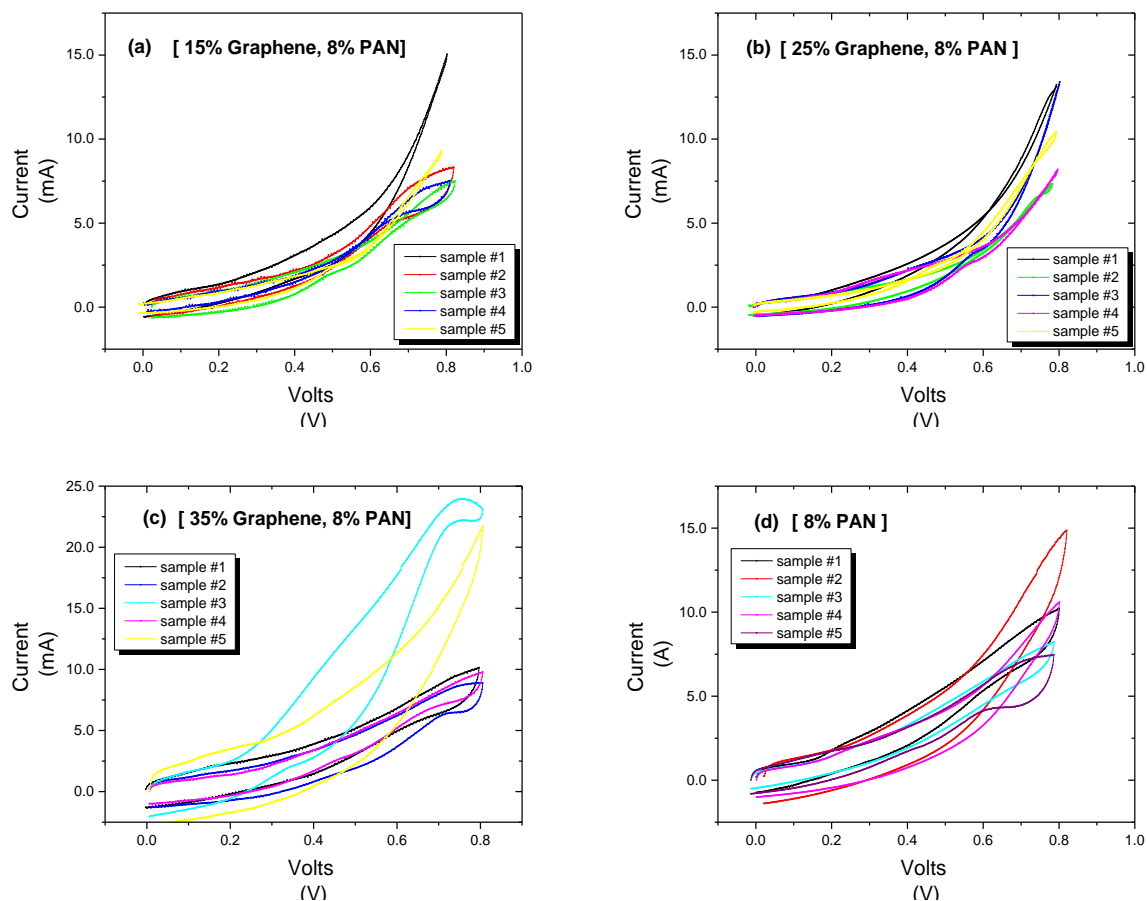 (a) [ 15% Graphene, 8% PAN]
15.0
10.0
5.0
0.0
Current
(mA)
sample #1
sample #2
sample #3
sample #4
sample #5
0.0 0.2 0.4 0.6 0.8 1.0
Volts
(V)
(b) [ 25% Graphene, 8% PAN ]
15.0
10.0
5.0
0.0
Current
(mA)
sample #1
sample #2
sample #3
sample #4
sample #5
0.0 0.2 0.4 0.6 0.8 1.0
Volts
(V)
(c) [ 35% Graphene, 8% PAN]
25.0
20.0
15.0
10.0
5.0
0.0
Current
(mA)
sample #1
sample #2
sample #3
sample #4
sample #5
0.0 0.2 0.4 0.6 0.8
Volts
(V)
(d) [ 8% PAN ]
15.0
10.0
5.0
0.0
Current
(A)
sample #1
sample #2
sample #3
sample #4
sample #5
0.0 0.2 0.4 0.6 0.8 1.0
Volts
(V)